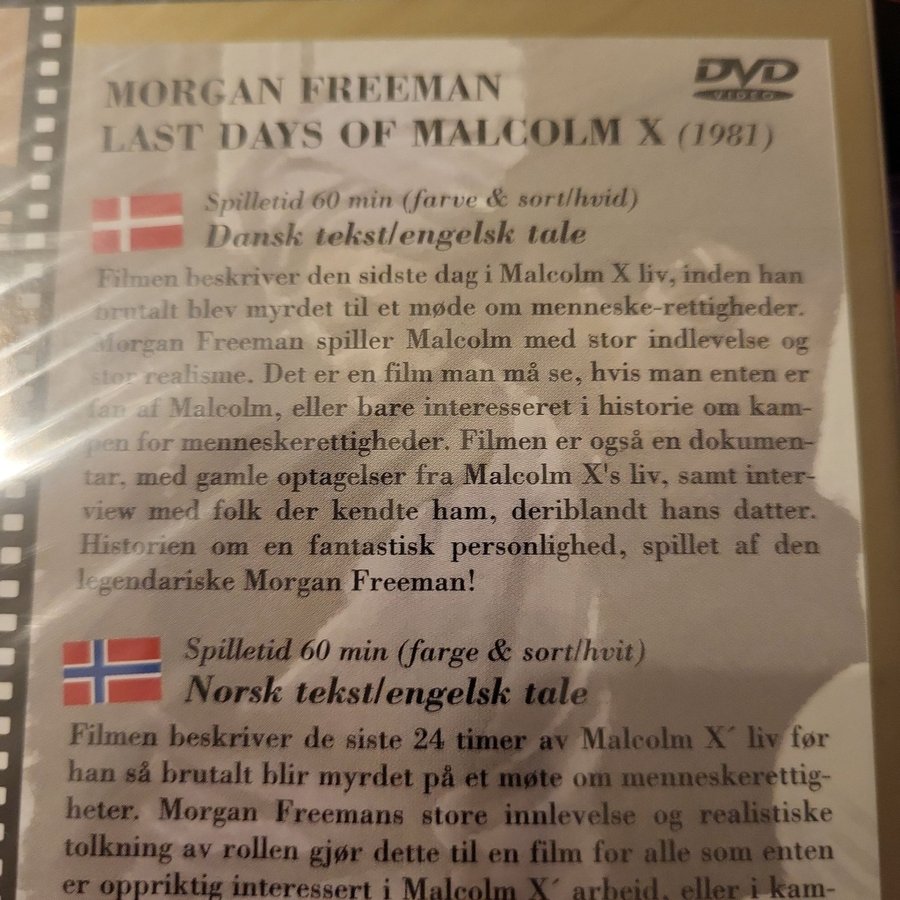 MORGAN FREEMAN
DVD
VIDEO
LAST DAYS OF MALCOLM X (1981)
Spilletid 60 min (farve & sort/hvid)
Dansk tekst/engelsk tale
Filmen beskriver den sidste dag i Malcolm X liv, inden han
brutalt blev myrdet til et møde om menneske-rettigheder.
Morgan Freeman spiller Malcolm med stor indlevelse og
stor realisme. Det er en film man må se, hvis man enten er
fan af Malcolm, eller bare interesseret i historie om kam-
pen for menneskerettigheder. Filmen er også en dokumen-
tar, med gamle optagelser fra Malcolm X's liv, samt inter-
view med folk der kendte ham, deriblandt hans datter.
Historien om en fantastisk personlighed, spillet af den
legendariske Morgan Freeman!
Spilletid 60 min (farge & sort/hvit)
Norsk tekst/engelsk tale
Filmen beskriver de siste 24 timer av Malcolm X´ liv før
han så brutalt blir myrdet på et møte om menneskerettig-
heter. Morgan Freemans store innlevelse og realistiske
tolkning av rollen gjør dette til en film for alle som enten
er oppriktig interessert i Malcolm X´ arbeid, eller i kam-